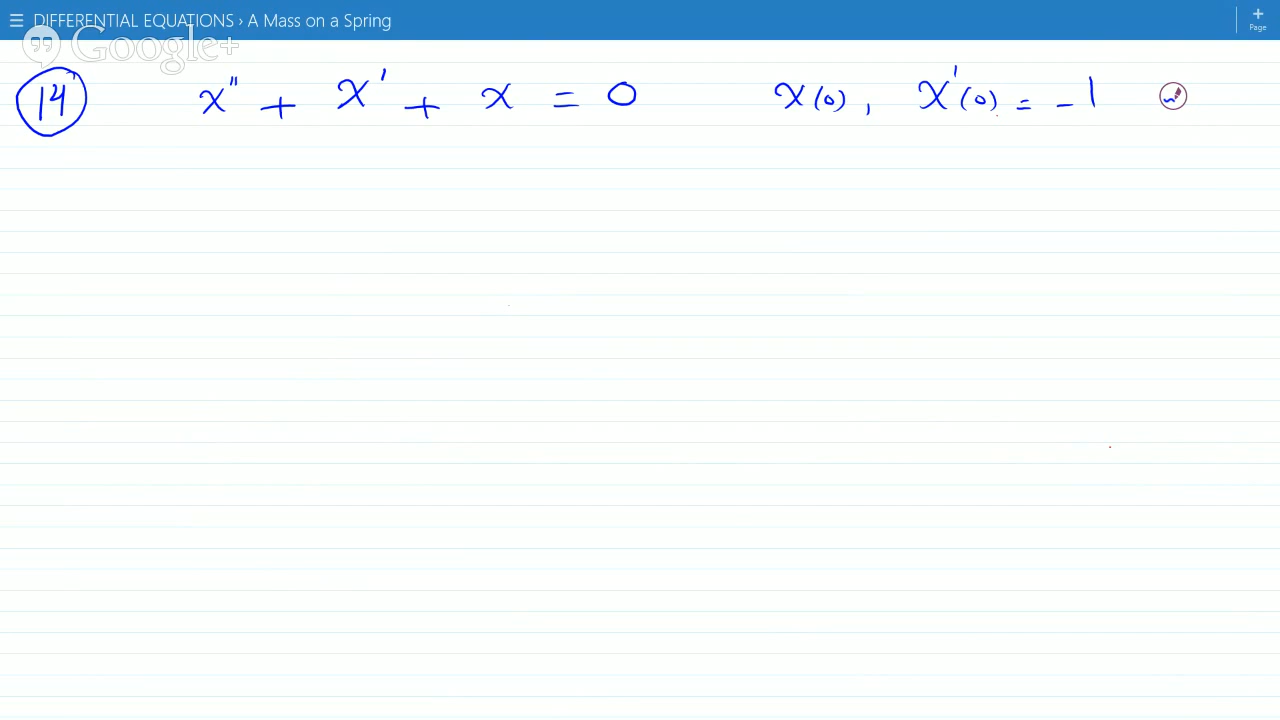 ☰ DIFFERENTIAL EQUATIONS › A Mass on a Spring
+ Page
Google+
14 x'' + x' + x = 0 x(0), x'(0) = -1